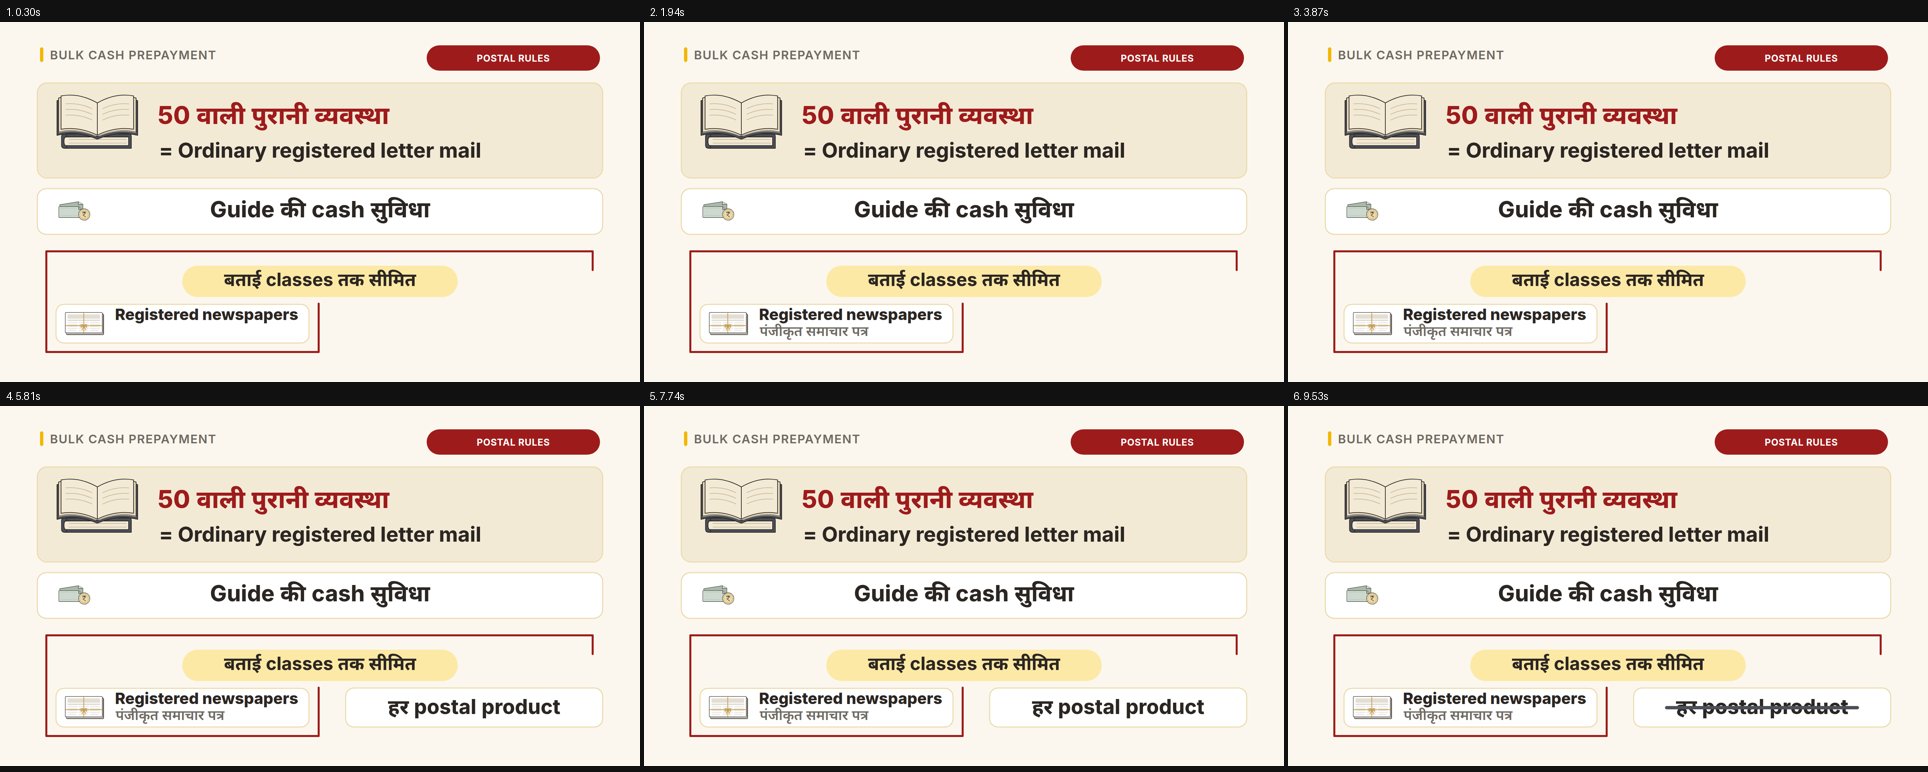 1. 0.30s
BULK CASH PREPAYMENT
POSTAL RULES
50 वाली पुरानी व्यवस्था
= Ordinary registered letter mail
Guide की cash सुविधा
बताई classes तक सीमित
Registered newspapers
2. 1.94s
BULK CASH PREPAYMENT
POSTAL RULES
50 वाली पुरानी व्यवस्था
= Ordinary registered letter mail
Guide की cash सुविधा
बताई classes तक सीमित
Registered newspapers
पंजीकृत समाचार पत्र
3. 3.87s
BULK CASH PREPAYMENT
POSTAL RULES
50 वाली पुरानी व्यवस्था
= Ordinary registered letter mail
Guide की cash सुविधा
बताई classes तक सीमित
Registered newspapers
पंजीकृत समाचार पत्र
4. 5.81s
BULK CASH PREPAYMENT
POSTAL RULES
50 वाली पुरानी व्यवस्था
= Ordinary registered letter mail
Guide की cash सुविधा
बताई classes तक सीमित
Registered newspapers
पंजीकृत समाचार पत्र
हर postal product
5. 7.74s
BULK CASH PREPAYMENT
POSTAL RULES
50 वाली पुरानी व्यवस्था
= Ordinary registered letter mail
Guide की cash सुविधा
बताई classes तक सीमित
Registered newspapers
पंजीकृत समाचार पत्र
हर postal product
6. 9.53s
BULK CASH PREPAYMENT
POSTAL RULES
50 वाली पुरानी व्यवस्था
= Ordinary registered letter mail
Guide की cash सुविधा
बताई classes तक सीमित
Registered newspapers
पंजीकृत समाचार पत्र
हर postal product